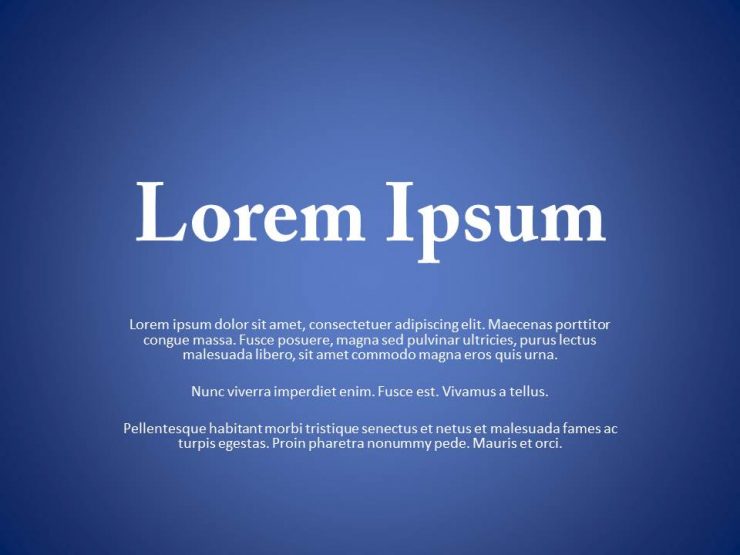 Lorem Ipsum
Lorem ipsum dolor sit amet, consectetuer adipiscing elit. Maecenas porttitor
congue massa. Fusce posuere, magna sed pulvinar ultricies, purus lectus
malesuada libero, sit amet commodo magna eros quis urna.
Nunc viverra imperdiet enim. Fusce est. Vivamus a tellus.
Pellentesque habitant morbi tristique senectus et netus et malesuada fames ac
turpis egestas. Proin pharetra nonummy pede. Mauris et orci.